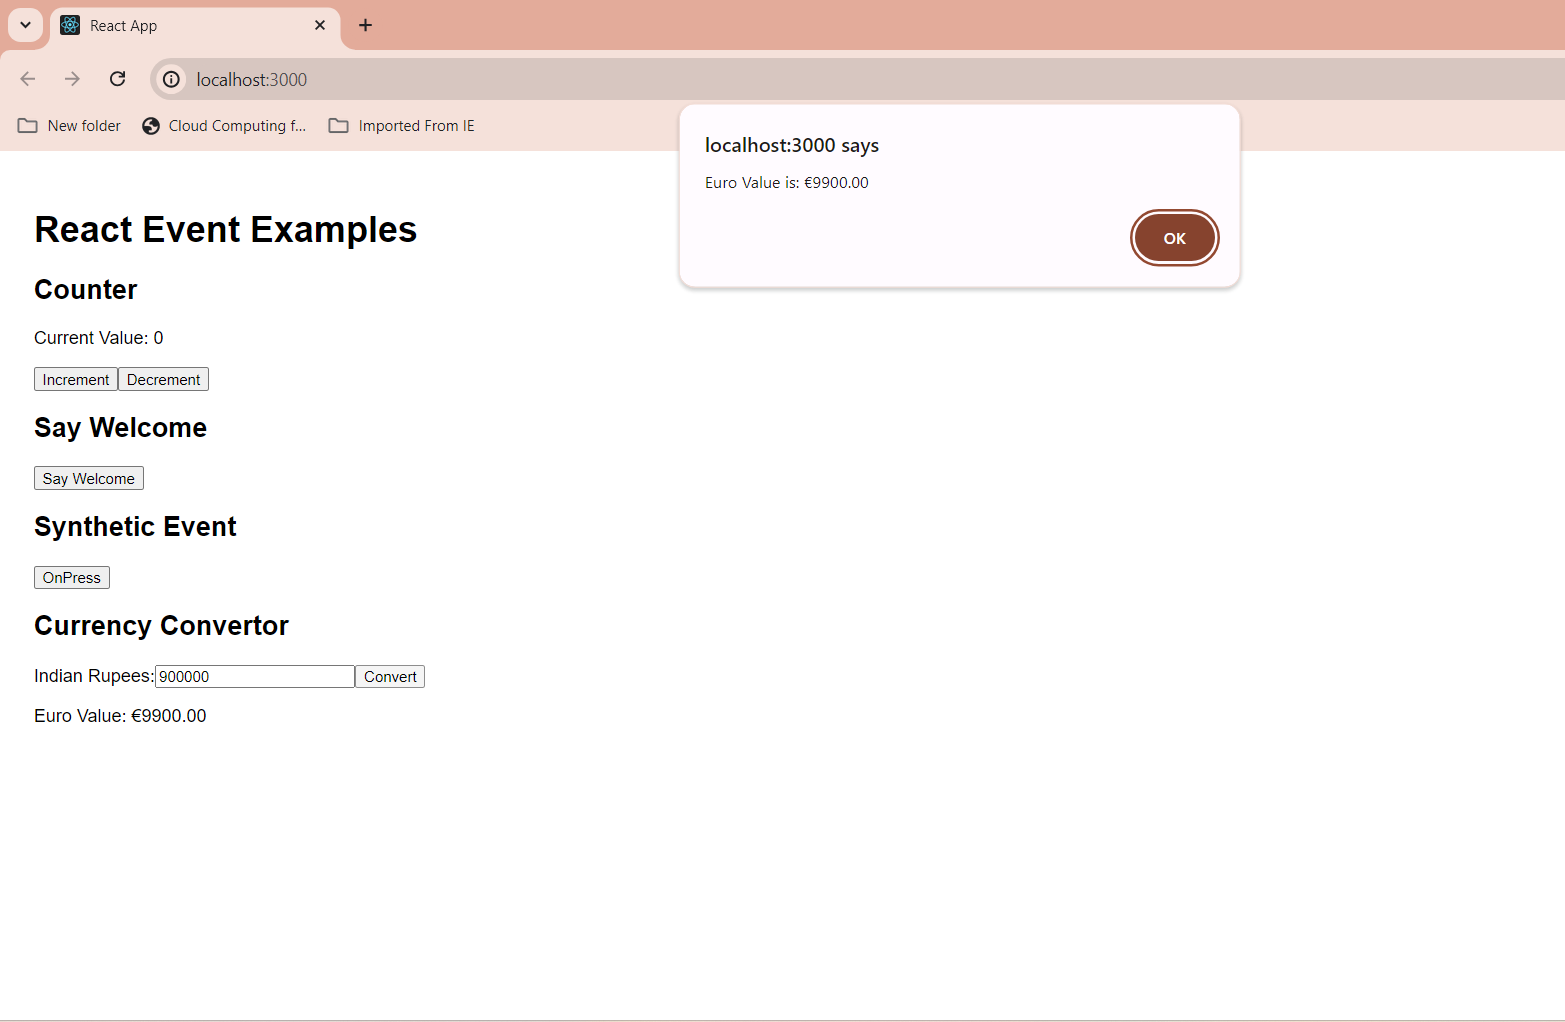 React App
localhost:3000
New folder
Cloud Computing f...
Imported From IE
localhost:3000 says
Euro Value is: €9900.00
OK
React Event Examples
Counter
Current Value: 0
Increment Decrement
Say Welcome
Say Welcome
Synthetic Event
OnPress
Currency Convertor
Indian Rupees: 900000 Convert
Euro Value: €9900.00